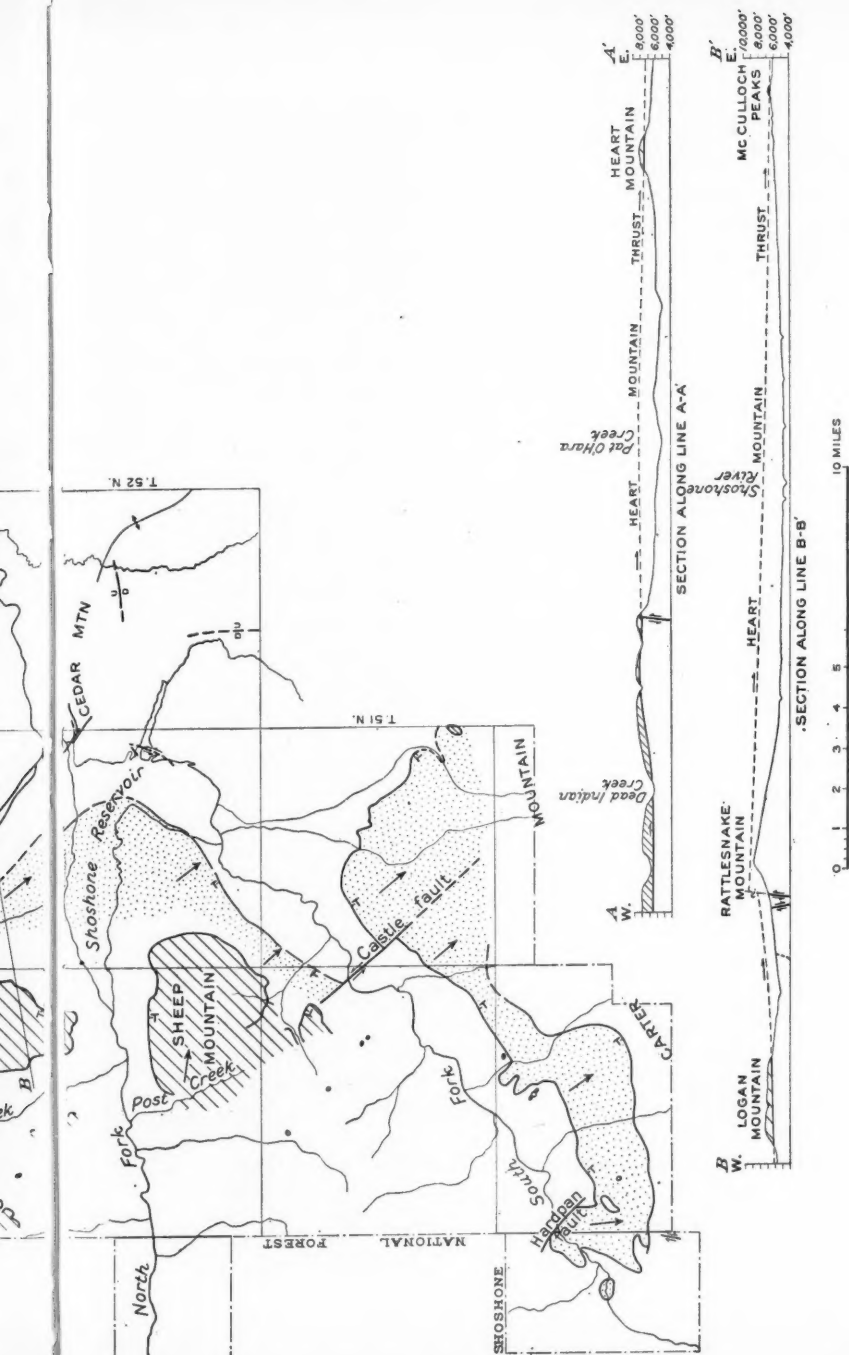 T. 52 N.
CEDAR MTN
Shoshone Reservoir
T. 51 N.
B
SHEEP
MOUNTAIN
Post Creek
North Fork
Castle fault
MOUNTAIN
CARTER
South Fork
Hardpan
fault
SHOSHONE
NATIONAL
FOREST
A
W.
Dead Indian
Creek
HEART
Pat O'Hara
Creek
MOUNTAIN
THRUST
HEART
MOUNTAIN
A'
E.
8,000'
6,000'
4,000'
SECTION ALONG LINE A-A'
B
W.
LOGAN
MOUNTAIN
RATTLESNAKE
MOUNTAIN
HEART
Shoshone
River
MOUNTAIN
THRUST
MC CULLOCH
PEAKS
B'
E.
10,000'
8,000'
6,000'
4,000'
SECTION ALONG LINE B-B'
0 1 2 3 4 5 10 MILES